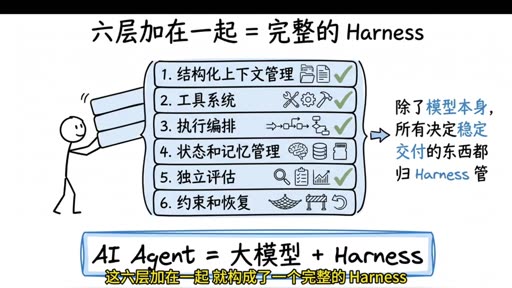 六层加在一起 = 完整的 Harness
1. 结构化上下文管理
2. 工具系统
3. 执行编排
4. 状态和记忆管理
5. 独立评估
6. 约束和恢复
除了模型本身，
所有决定稳定
交付的东西都
归 Harness 管
AI Agent = 大模型 + Harness
这六层加在一起 就构成了一个完整的 Harness